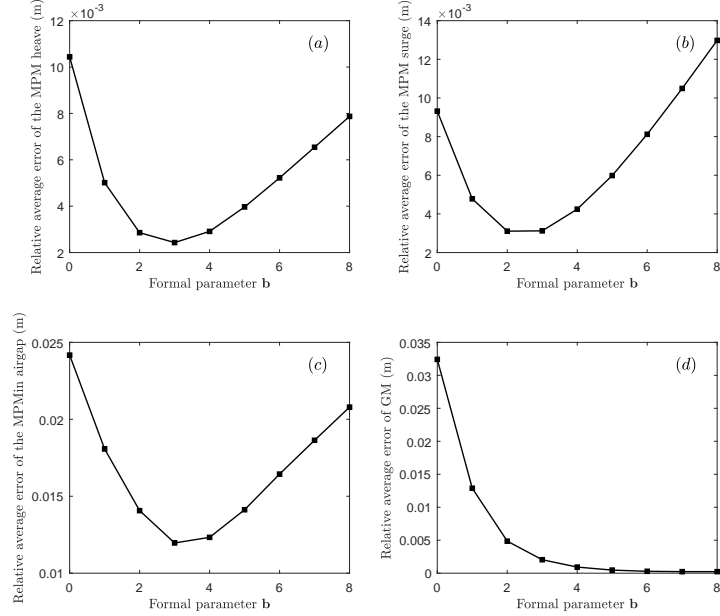 ×10⁻³
Relative average error of the MPM heave (m)
12
10
8
6
4
2
(a)
0 2 4 6 8
Formal parameter b
×10⁻³
Relative average error of the MPM surge (m)
14
12
10
8
6
4
2
(b)
0 2 4 6 8
Formal parameter b
Relative average error of the MPMin airgap (m)
0.025
0.02
0.015
0.01
(c)
0 2 4 6 8
Formal parameter b
Relative average error of GM (m)
0.035
0.03
0.025
0.02
0.015
0.01
0.005
0
(d)
0 2 4 6 8
Formal parameter b